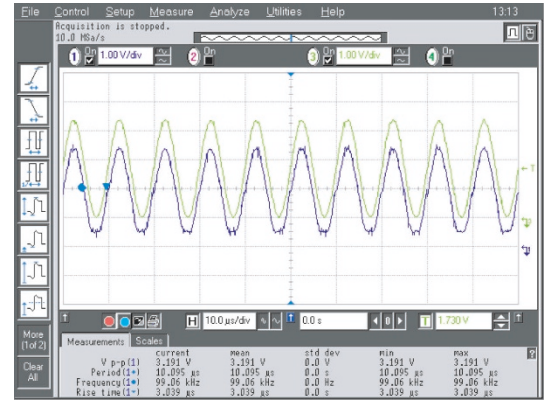 File Control Setup Measure Analyze Utilities Help 13:13
Acquisition is stopped.
10.0 MSa/s
1 On 1.00 V/div 2 On 3 On 1.00 V/div 4 On
T
More
(1of 2)
Clear
All
H 10.0 µs/div 0.0 s 0 T 1.730 V
Measurements Scales
current mean std dev min max
V p-p(1) 3.191 V 3.191 V 0.0 V 3.191 V 3.191 V
Period(1) 10.095 µs 10.095 µs 0.0 s 10.095 µs 10.095 µs
Frequency(1) 99.06 kHz 99.06 kHz 0.0 Hz 99.06 kHz 99.06 kHz
Rise time(1) 3.039 µs 3.039 µs 0.0 s 3.039 µs 3.039 µs